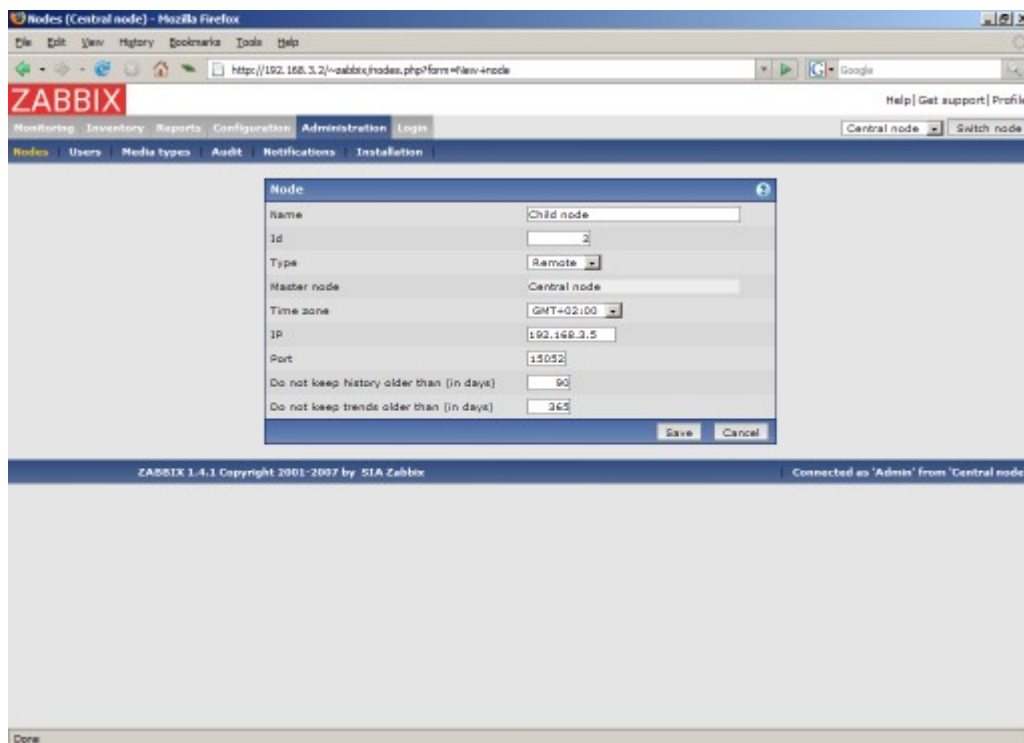 Nodes (Central node) - Mozilla Firefox
File Edit View History Bookmarks Tools Help
http://192.168.3.2/~zabbix/nodes.php?form=New+node Google
ZABBIX
Help | Get support | Profile
Monitoring Inventory Reports Configuration Administration Login Central node Switch node
Nodes Users Media types Audit Notifications Installation
Node
Name Child node
Id 2
Type Remote
Master node Central node
Time zone GMT+02:00
IP 192.168.3.5
Port 15052
Do not keep history older than (in days) 90
Do not keep trends older than (in days) 365
Save Cancel
ZABBIX 1.4.1 Copyright 2001-2007 by SIA Zabbix Connected as 'Admin' from 'Central node
Done